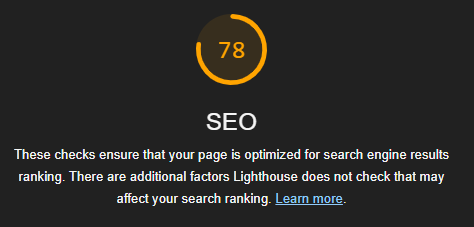 78
SEO
These checks ensure that your page is optimized for search engine results
ranking. There are additional factors Lighthouse does not check that may
affect your search ranking. Learn more.